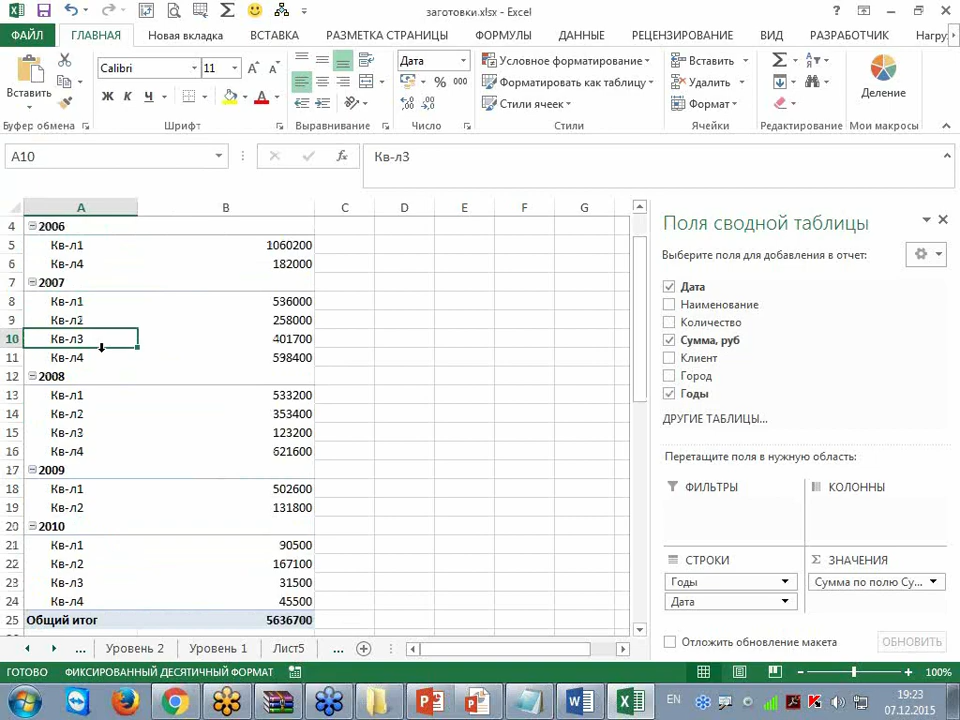 заготовки.xlsx - Excel
ФАЙЛ ГЛАВНАЯ Новая вкладка ВСТАВКА РАЗМЕТКА СТРАНИЦЫ ФОРМУЛЫ ДАННЫЕ РЕЦЕНЗИРОВАНИЕ ВИД РАЗРАБОТЧИК Нагру
Вставить
Calibri 11
Ж К Ч
Дата
% 000
Условное форматирование
Форматировать как таблицу
Стили ячеек
Вставить
Удалить
Формат
Деление
Буфер обмена Шрифт Выравнивание Число Стили Ячейки Редактирование Мои макросы
A10 fx Кв-л3
A B C D E F G
4 2006
5 Кв-л1 1060200
6 Кв-л4 182000
7 2007
8 Кв-л1 536000
9 Кв-л2 258000
10 Кв-л3 401700
11 Кв-л4 598400
12 2008
13 Кв-л1 533200
14 Кв-л2 353400
15 Кв-л3 123200
16 Кв-л4 621600
17 2009
18 Кв-л1 502600
19 Кв-л2 131800
20 2010
21 Кв-л1 90500
22 Кв-л2 167100
23 Кв-л3 31500
24 Кв-л4 45500
25 Общий итог 5636700
Поля сводной таблицы
Выберите поля для добавления в отчет:
Дата
Наименование
Количество
Сумма, руб
Клиент
Город
Годы
ДРУГИЕ ТАБЛИЦЫ...
Перетащите поля в нужную область:
ФИЛЬТРЫ КОЛОННЫ
СТРОКИ Σ ЗНАЧЕНИЯ
Годы Сумма по полю Су...
Дата
Отложить обновление макета ОБНОВИТЬ
... Уровень 2 Уровень 1 Лист5 ...
ГОТОВО ФИКСИРОВАННЫЙ ДЕСЯТИЧНЫЙ ФОРМАТ 100%
EN 19:23
07.12.2015